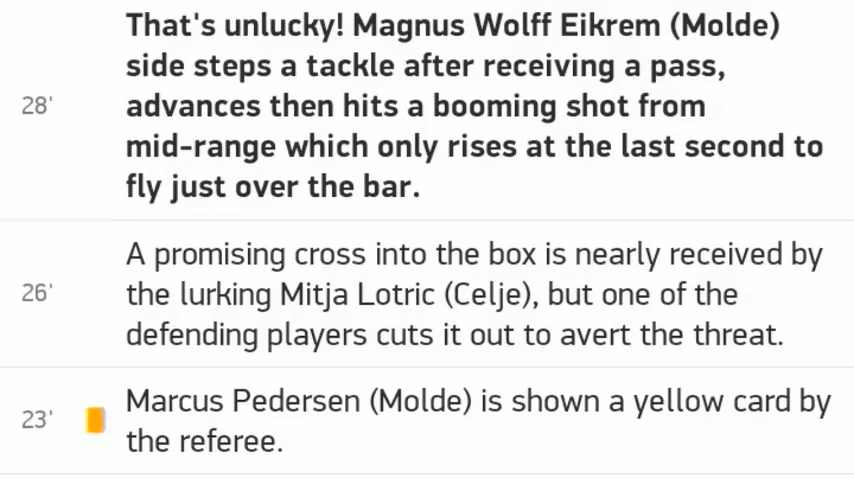 That's unlucky! Magnus Wolff Eikrem (Molde)
side steps a tackle after receiving a pass,
28' advances then hits a booming shot from
mid-range which only rises at the last second to
fly just over the bar.
A promising cross into the box is nearly received by
26' the lurking Mitja Lotric (Celje), but one of the
defending players cuts it out to avert the threat.
23' Marcus Pedersen (Molde) is shown a yellow card by
the referee.